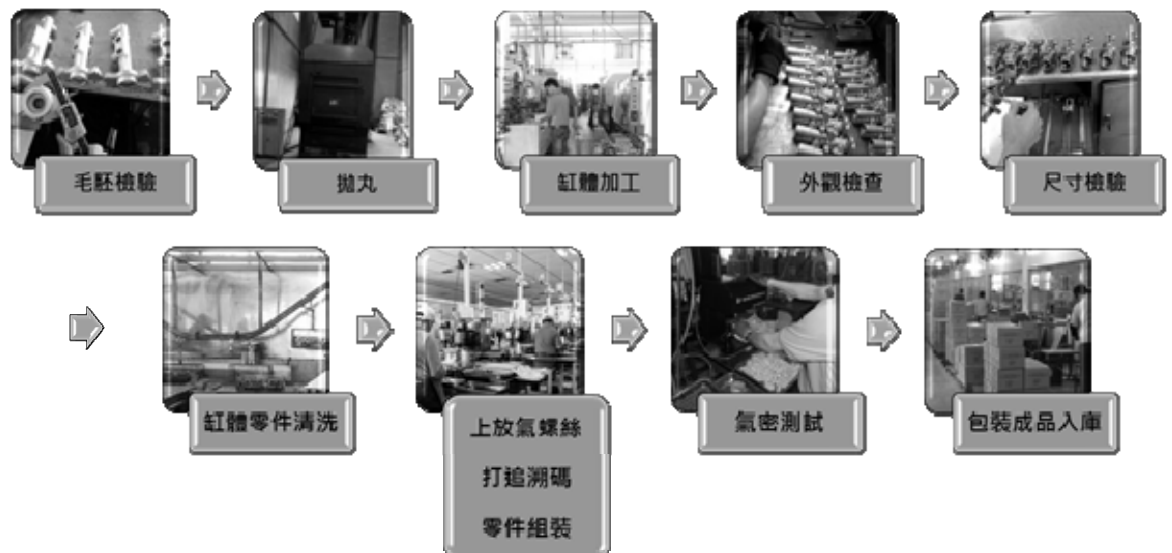 毛胚檢驗
拋丸
缸體加工
外觀檢查
尺寸檢驗
缸體零件清洗
上放氣螺絲
打追溯碼
零件組裝
氣密測試
包裝成品入庫